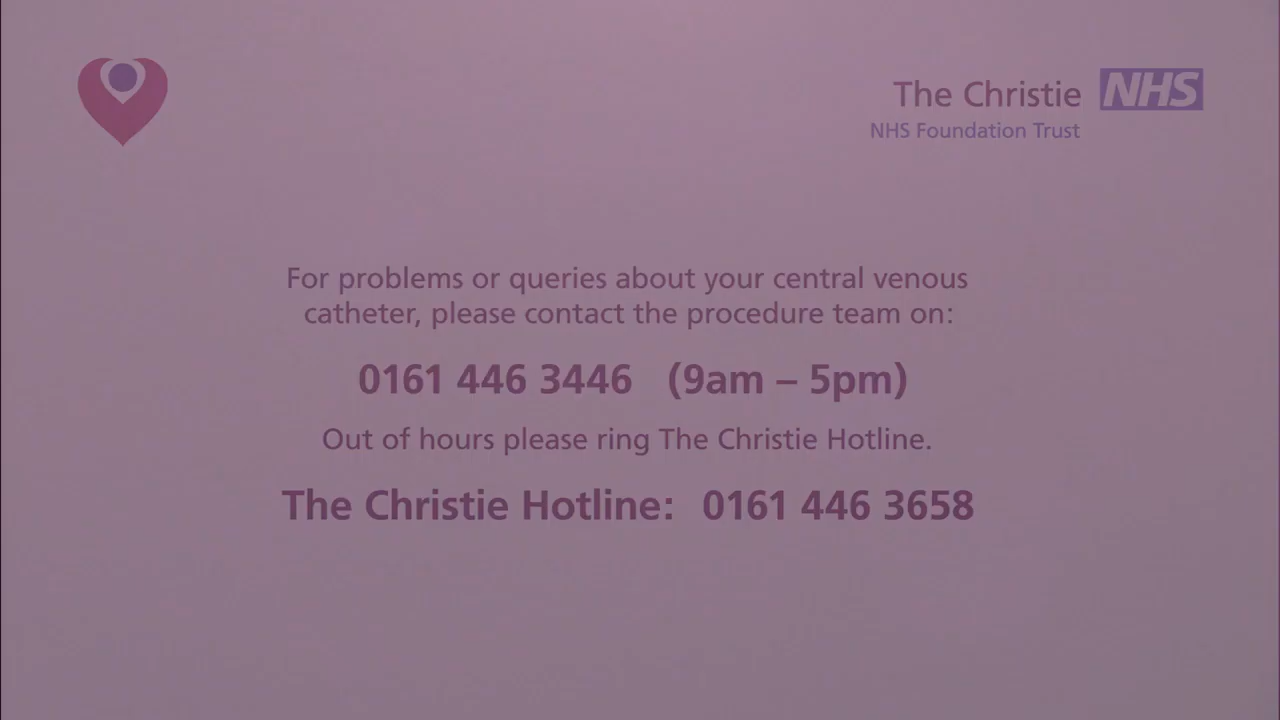 The Christie NHS
NHS Foundation Trust
For problems or queries about your central venous
catheter, please contact the procedure team on:
0161 446 3446 (9am – 5pm)
Out of hours please ring The Christie Hotline.
The Christie Hotline: 0161 446 3658